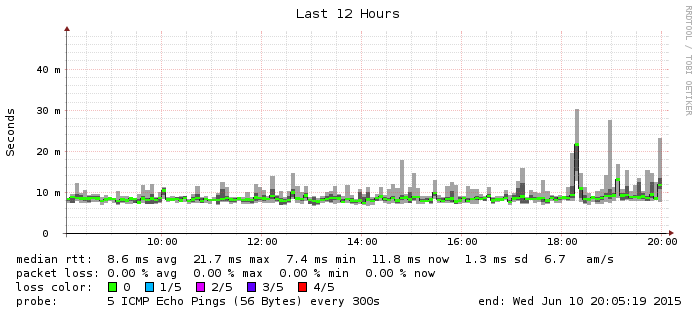 Last 12 Hours
RRDTOOL / TOBI OETIKER
Seconds
40 m
30 m
20 m
10 m
0
10:00 12:00 14:00 16:00 18:00 20:00
median rtt: 8.6 ms avg 21.7 ms max 7.4 ms min 11.8 ms now 1.3 ms sd 6.7 am/s
packet loss: 0.00 % avg 0.00 % max 0.00 % min 0.00 % now
loss color: 0 1/5 2/5 3/5 4/5
probe: 5 ICMP Echo Pings (56 Bytes) every 300s end: Wed Jun 10 20:05:19 2015